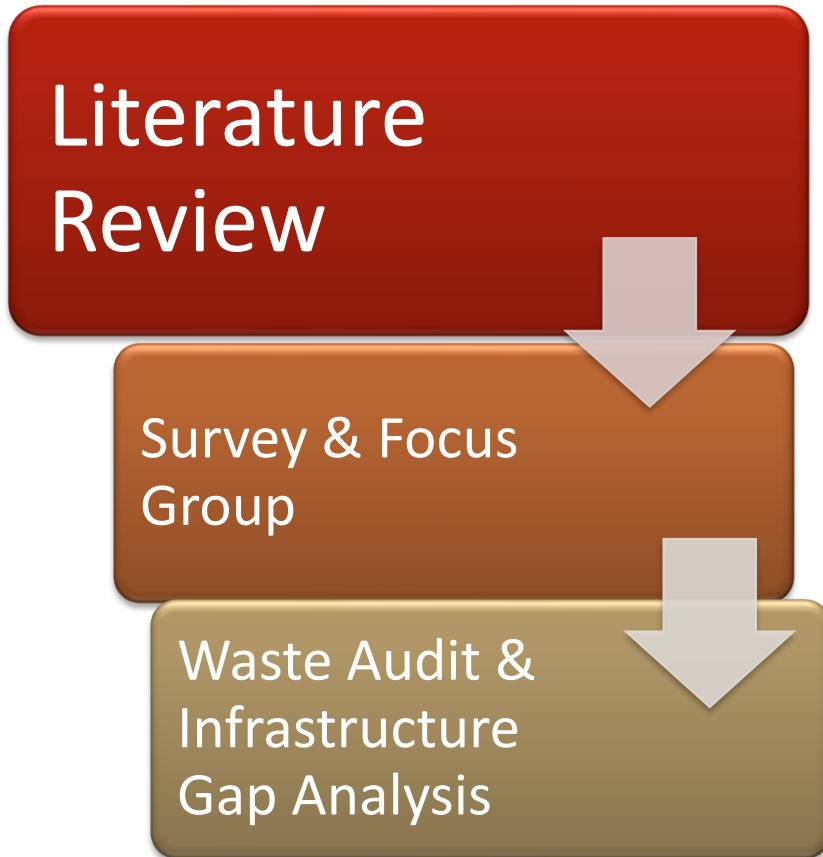 Literature
Review
Survey & Focus
Group
Waste Audit &
Infrastructure
Gap Analysis